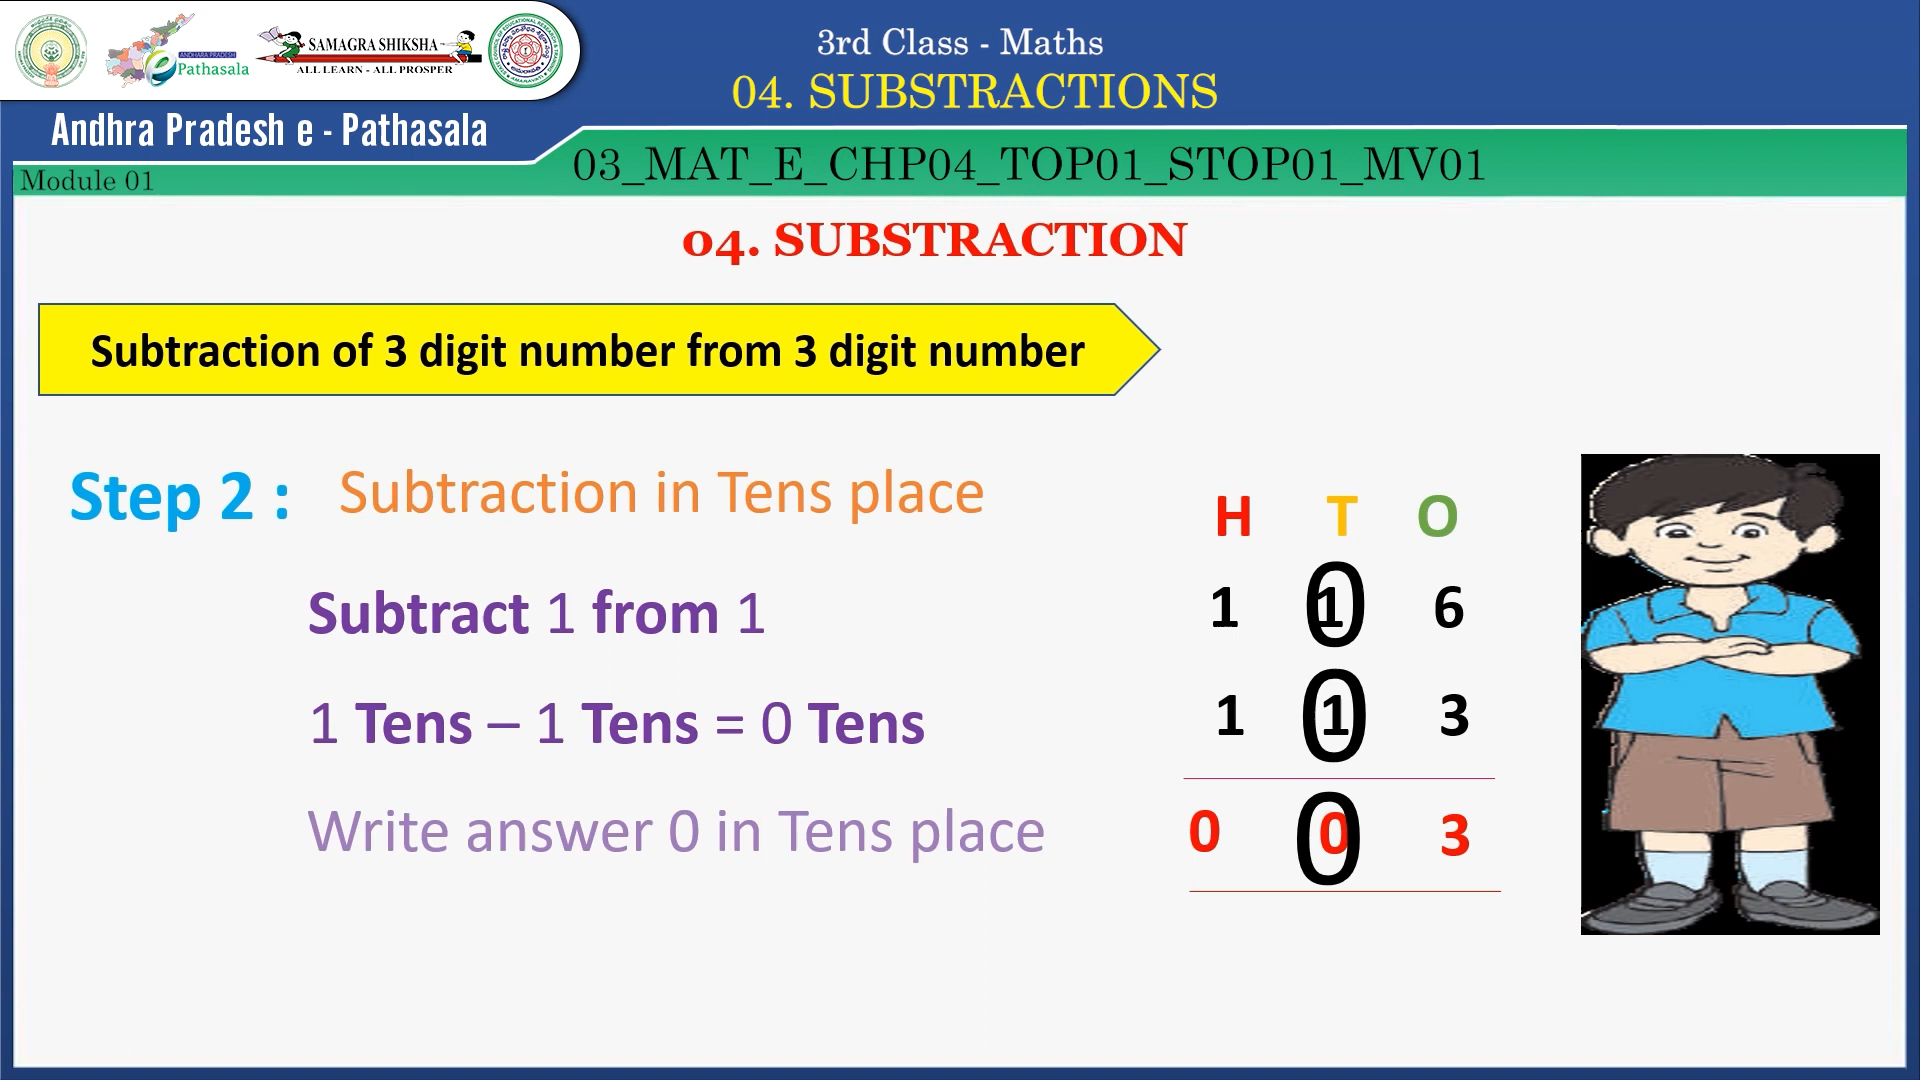 ANDHRA PRADESH
e Pathasala
SAMAGRA SHIKSHA
ALL LEARN - ALL PROSPER
Andhra Pradesh e - Pathasala
3rd Class - Maths
04. SUBSTRACTIONS
Module 01
03_MAT_E_CHP04_TOP01_STOP01_MV01
04. SUBSTRACTION
Subtraction of 3 digit number from 3 digit number
Step 2 : Subtraction in Tens place
Subtract 1 from 1
1 Tens – 1 Tens = 0 Tens
Write answer 0 in Tens place
H T O
1 1 6
1 1 3
0 0 3